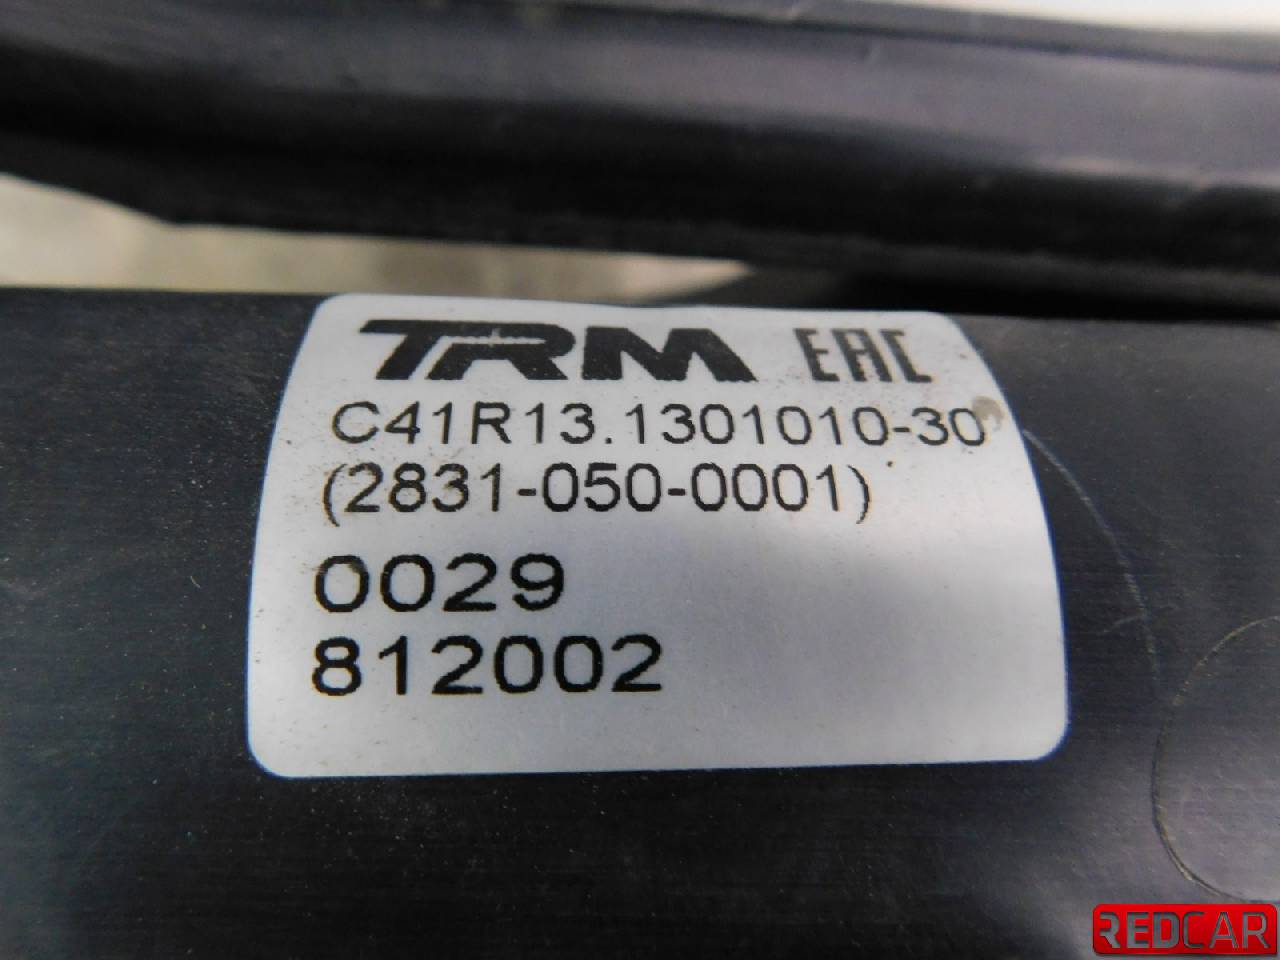 TRM EAC
C41R13.1301010-30
(2831-050-0001)
0029
812002
REDCAR